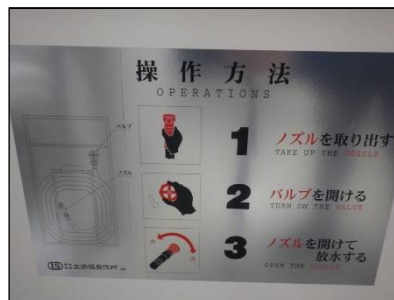 操作方法
OPERATIONS
バルブ
ノズル
1 ノズルを取り出す
TAKE UP THE NOZZLE
2 バルブを開ける
TURN ON THE VALVE
3 ノズルを開けて
放水する
OPEN THE NOZZLE